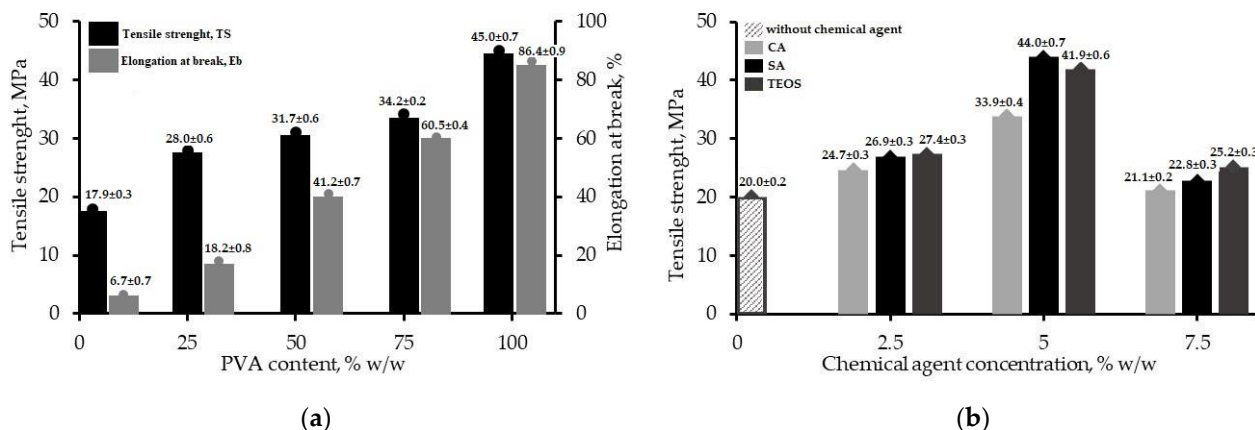 50
40
30
20
10
0
Tensile strenght, MPa
Tensile strenght, TS
Elongation at break, Eb
17.9±0.3
6.7±0.7
28.0±0.6
18.2±0.8
31.7±0.6
41.2±0.7
34.2±0.2
60.5±0.4
45.0±0.7
86.4±0.9
100
80
60
40
20
0
Elongation at break, %
0 25 50 75 100
PVA content, % w/w
(a)
50
40
30
20
10
0
Tensile strenght, MPa
without chemical agent
CA
SA
TEOS
20.0±0.2
24.7±0.3
26.9±0.3
27.4±0.3
33.9±0.4
44.0±0.7
41.9±0.6
21.1±0.2
22.8±0.3
25.2±0.3
0 2.5 5 7.5
Chemical agent concentration, % w/w
(b)